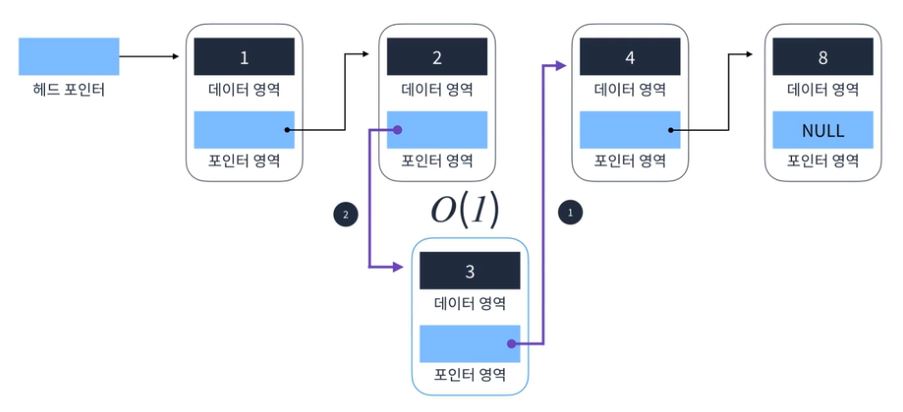 헤드 포인터
1
데이터 영역
포인터 영역
2
데이터 영역
포인터 영역
4
데이터 영역
포인터 영역
8
데이터 영역
NULL
포인터 영역
2
O(1)
1
3
데이터 영역
포인터 영역